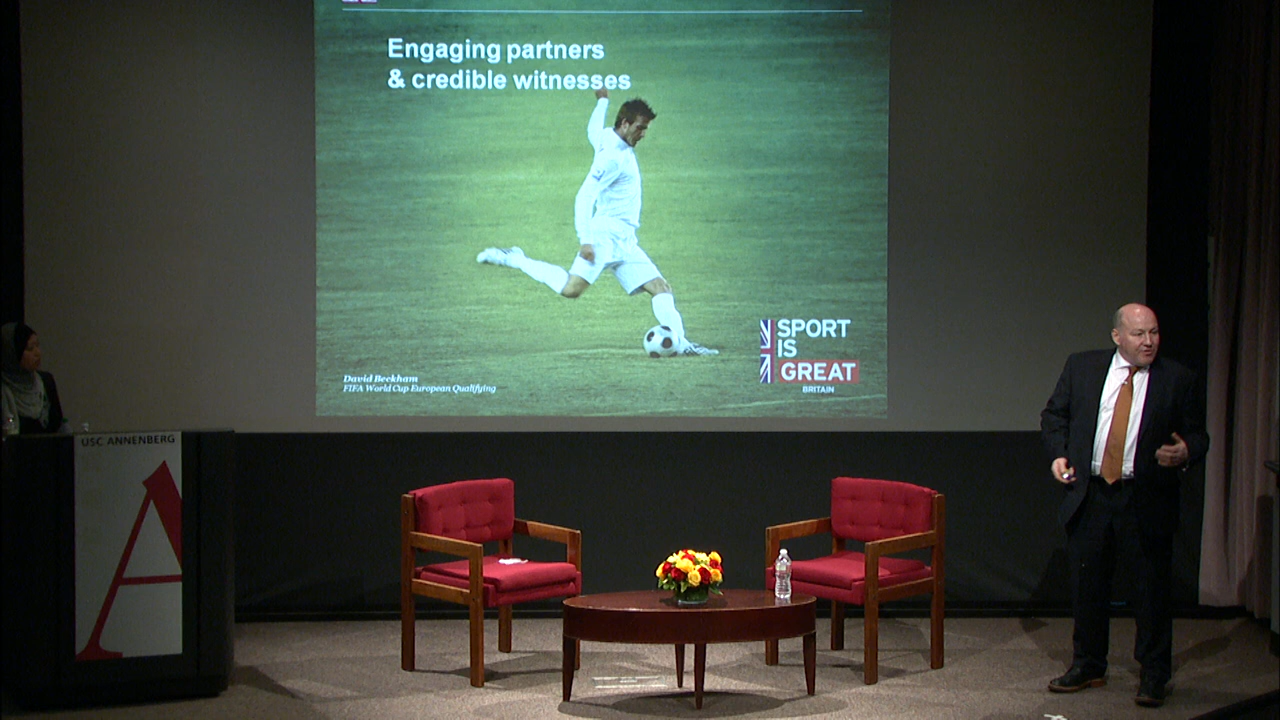 Engaging partners
& credible witnesses
SPORT
IS
GREAT
BRITAIN
David Beckham
FIFA World Cup European Qualifying
USC ANNENBERG
A